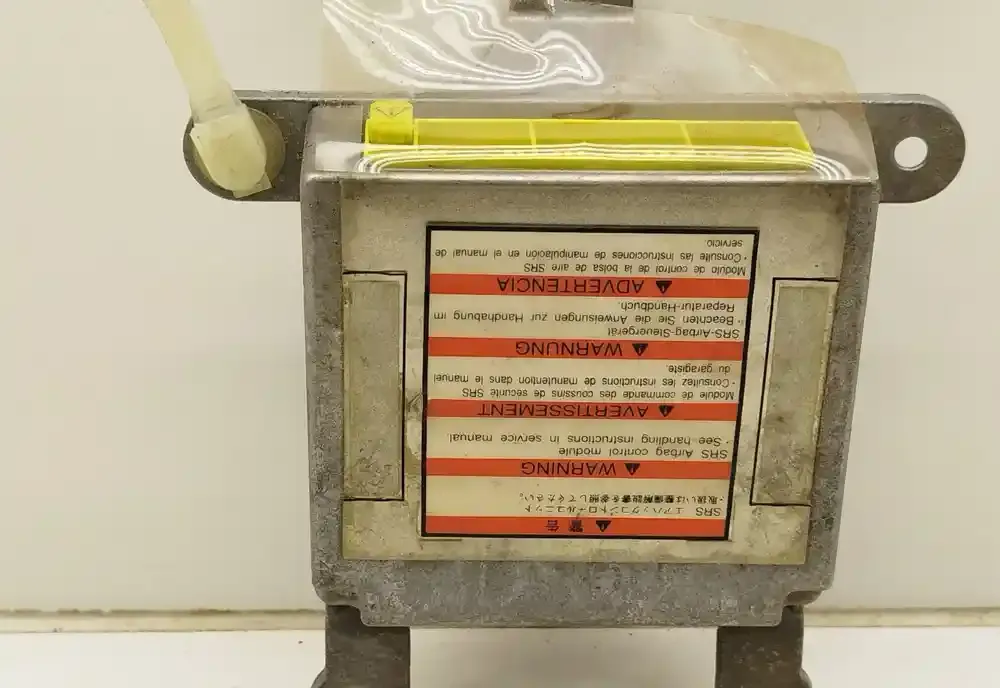 警告
SRS エアバッグコントロールユニット
・取扱いは整備解説書を参照してください。
WARNING
SRS Airbag control module
・See handling instructions in service manual.
AVERTISSEMENT
Module de commande des coussins de sécurité SRS
・Consultez les instructions de manutention dans le manuel
du garagiste.
WARNUNG
SRS-Airbag-Steuergerät
・Beachten Sie die Anweisungen zur Handhabung im
Reparatur-Handbuch.
ADVERTENCIA
Módulo de control de la bolsa de aire SRS
・Consulte las instrucciones de manipulación en el manual de
servicio.